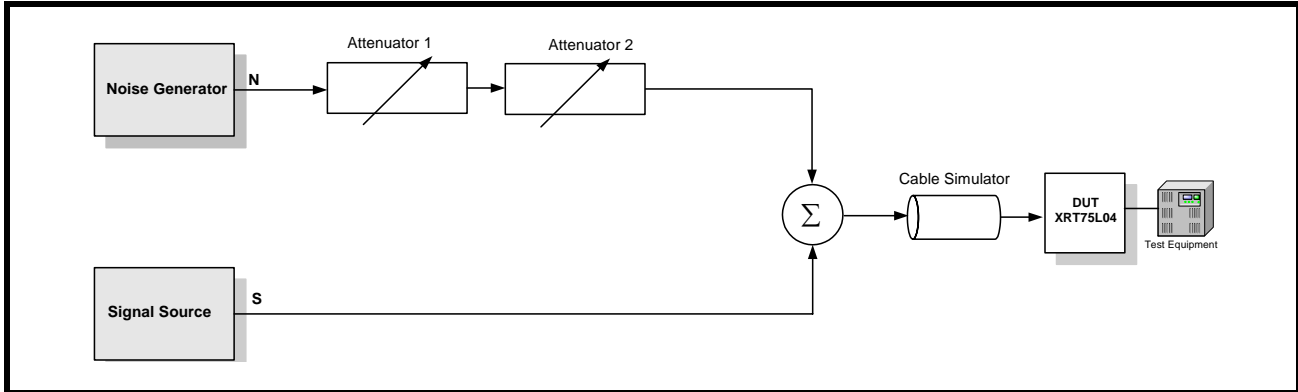 Attenuator 1
Attenuator 2
Noise Generator
N
Cable Simulator
Σ
DUT
XRT75L04
Test Equipment
Signal Source
S